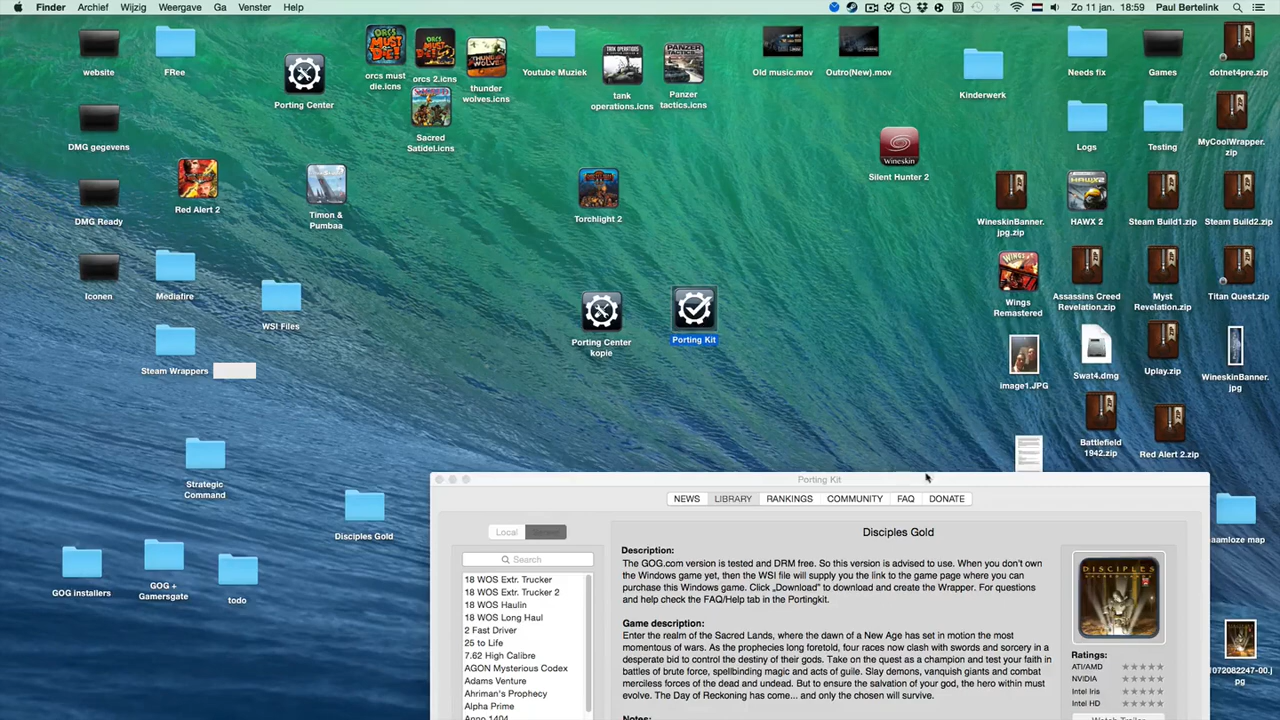 Finder Archief Wijzig Weergave Ga Venster Help Zo 11 jan. 18:59 Paul Bertelink
website
FRee
Porting Center
orcs must
die.icns
orcs 2.icns
thunder
wolves.icns
Youtube Muziek
tank
operations.icns
Panzer
tactics.icns
Old music.mov
Outro(New).mov
Kinderwerk
Needs fix
Games
dotnet4pre.zip
Sacred
Satidel.icns
DMG gegevens
Logs
Testing
MyCoolWrapper.
zip
Silent Hunter 2
Red Alert 2
Timon &
Pumbaa
Torchlight 2
DMG Ready
WineskinBanner.
jpg.zip
HAWX 2
Steam Build1.zip
Steam Build2.zip
Iconen
Mediafire
WSI Files
Wings
Remastered
Assassins Creed
Revelation.zip
Myst
Revelation.zip
Titan Quest.zip
Porting Center
kopie
Porting Kit
Steam Wrappers
image1.JPG
Swat4.dmg
Uplay.zip
WineskinBanner.
jpg
Battlefield
1942.zip
Red Alert 2.zip
Strategic
Command
Disciples Gold
GOG installers
GOG +
Gamersgate
todo
aamloze map
1072082247-00.j
pg
Porting Kit
NEWS LIBRARY RANKINGS COMMUNITY FAQ DONATE
Local
Search
18 WOS Extr. Trucker
18 WOS Extr. Trucker 2
18 WOS Haulin
18 WOS Long Haul
2 Fast Driver
25 to Life
7.62 High Calibre
AGON Mysterious Codex
Adams Venture
Ahriman's Prophecy
Alpha Prime
Anno 1404
Disciples Gold
Description:
The GOG.com version is tested and DRM free. So this version is advised to use. When you don't own
the Windows game yet, then the WSI file will supply you the link to the game page where you can
purchase this Windows game. Click „Download" to download and create the Wrapper. For questions
and help check the FAQ/Help tab in the Portingkit.
Game description:
Enter the realm of the Sacred Lands, where the dawn of a New Age has set in motion the most
momentous of wars. As the prophecies long foretold, four races now clash with swords and sorcery in a
desperate bid to control the destiny of their gods. Take on the quest as a champion and test your faith in
battles of brute force, spellbinding magic and acts of guile. Slay demons, vanquish giants and combat
merciless forces of the dead and undead. But to ensure the salvation of your god, the hero within must
evolve. The Day of Reckoning has come... and only the chosen will survive.
Notes:
DISCIPLES
Ratings:
ATI/AMD
NVIDIA
Intel Iris
Intel HD
Watch Trailer